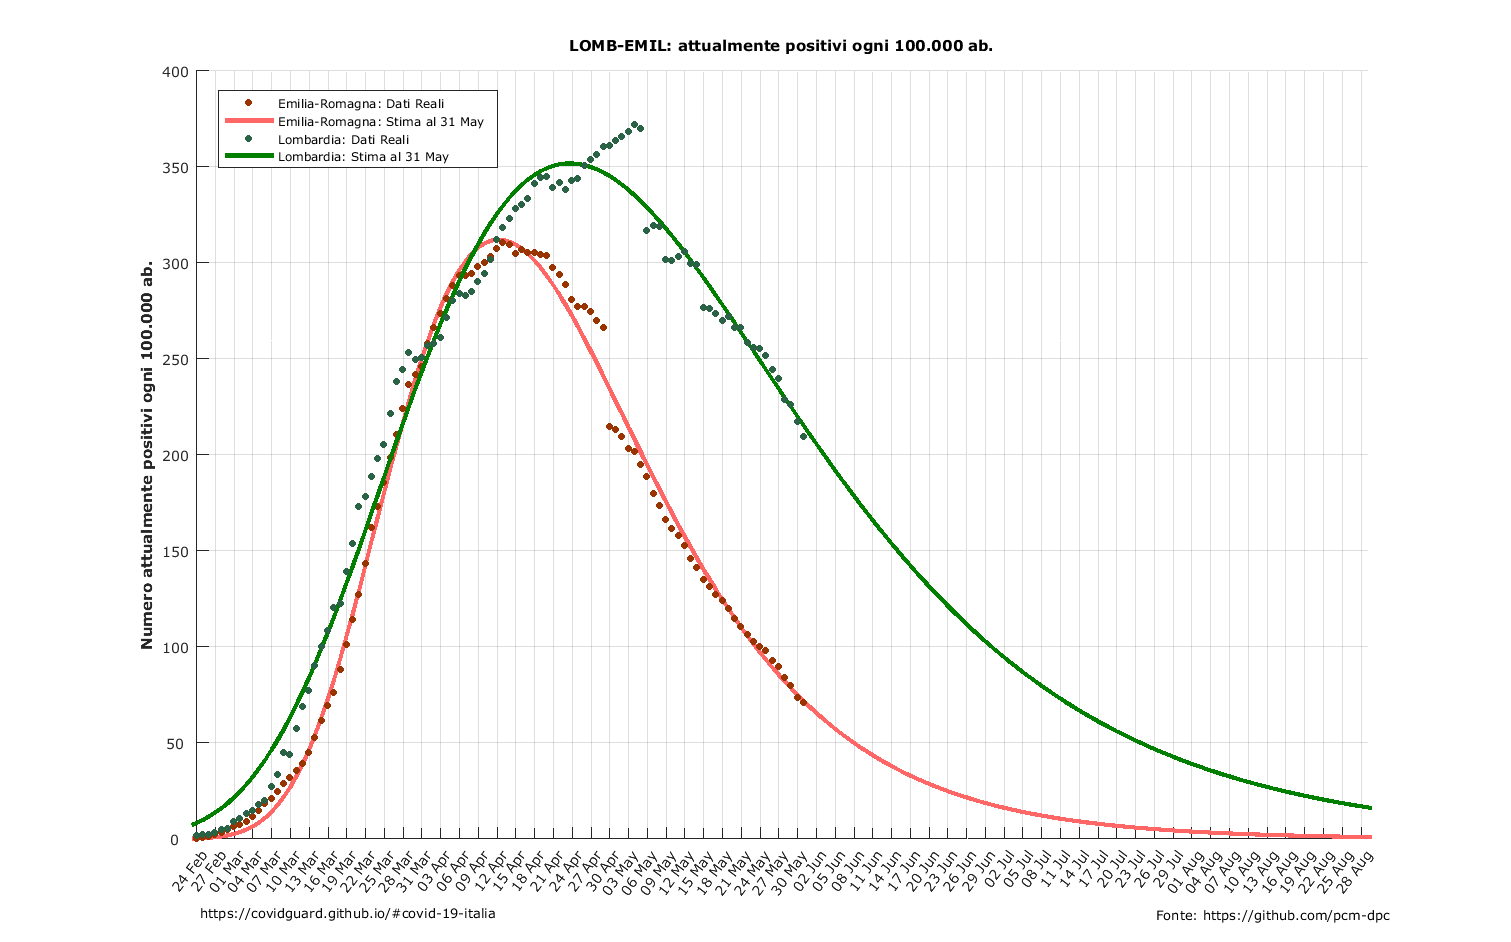 LOMB-EMIL: attualmente positivi ogni 100.000 ab.
Emilia-Romagna: Dati Reali
Emilia-Romagna: Stima al 31 May
Lombardia: Dati Reali
Lombardia: Stima al 31 May
Numero attualmente positivi ogni 100.000 ab.
400
350
300
250
200
150
100
50
0
24 Feb
27 Feb
01 Mar
04 Mar
07 Mar
10 Mar
13 Mar
16 Mar
19 Mar
22 Mar
25 Mar
28 Mar
31 Mar
03 Apr
06 Apr
09 Apr
12 Apr
15 Apr
18 Apr
21 Apr
24 Apr
27 Apr
30 Apr
03 May
06 May
09 May
12 May
15 May
18 May
21 May
24 May
27 May
30 May
02 Jun
05 Jun
08 Jun
11 Jun
14 Jun
17 Jun
20 Jun
23 Jun
26 Jun
29 Jun
02 Jul
05 Jul
08 Jul
11 Jul
14 Jul
17 Jul
20 Jul
23 Jul
26 Jul
29 Jul
01 Aug
04 Aug
07 Aug
10 Aug
13 Aug
16 Aug
19 Aug
22 Aug
25 Aug
28 Aug
https://covidguard.github.io/#covid-19-italia
Fonte: https://github.com/pcm-dpc